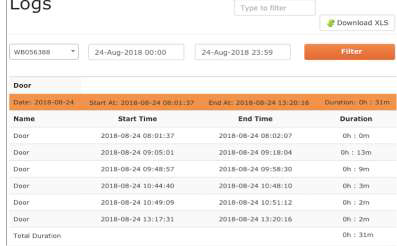 Logs
Type to filter
Download XLS
WB056388 24-Aug-2018 00:00 24-Aug-2018 23:59 Filter
Door
Date: 2018-08-24 Start At: 2018-08-24 08:01:37 End At: 2018-08-24 13:20:16 Duration: 0h : 31m
Name Start Time End Time Duration
Door 2018-08-24 08:01:37 2018-08-24 08:02:07 0h : 0m
Door 2018-08-24 09:05:01 2018-08-24 09:18:04 0h : 13m
Door 2018-08-24 09:48:57 2018-08-24 09:58:30 0h : 9m
Door 2018-08-24 10:44:40 2018-08-24 10:48:10 0h : 3m
Door 2018-08-24 10:49:09 2018-08-24 10:51:12 0h : 2m
Door 2018-08-24 13:17:31 2018-08-24 13:20:16 0h : 2m
Total Duration 0h : 31m